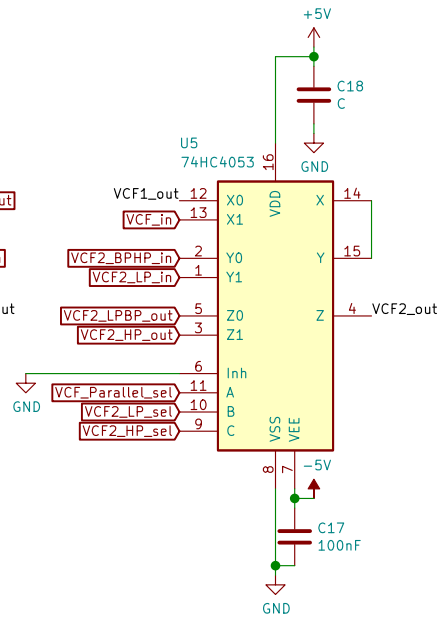 +5V
C18
C
GND
U5
74HC4053
16
VDD
VCF1_out 12 X0
X 14
VCF_in 13 X1
ut
VCF2_BPHP_in 2 Y0
Y 15
VCF2_LP_in 1 Y1
VCF2_LPBP_out 5 Z0
Z 4 VCF2_out
ut
VCF2_HP_out 3 Z1
6 Inh
GND
VCF_Parallel_sel 11 A
VCF2_LP_sel 10 B
VCF2_HP_sel 9 C
VSS
VEE
8
7
-5V
C17
100nF
GND